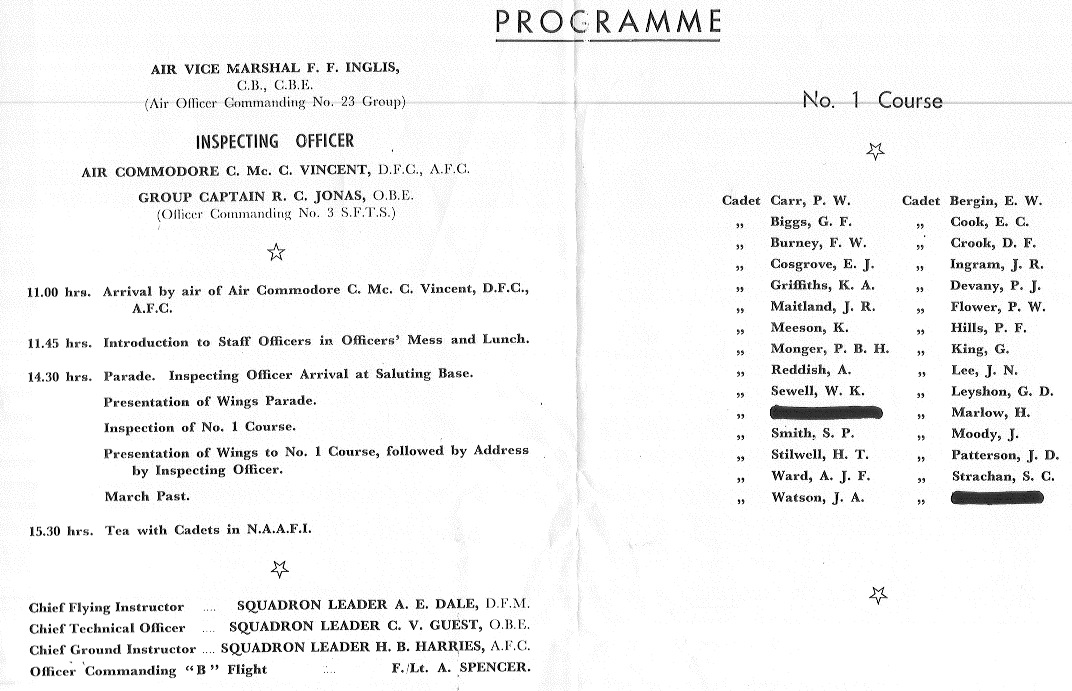 PROGRAMME
AIR VICE MARSHAL F. F. INGLIS,
C.B., C.B.E.
(Air Officer Commanding No. 23 Group)
INSPECTING OFFICER
AIR COMMODORE C. Mc. C. VINCENT, D.F.C., A.F.C.
GROUP CAPTAIN R. C. JONAS, O.B.E.
(Officer Commanding No. 3 S.F.T.S.)
11.00 hrs. Arrival by air of Air Commodore C. Mc. C. Vincent, D.F.C.,
A.F.C.
11.45 hrs. Introduction to Staff Officers in Officers' Mess and Lunch.
14.30 hrs. Parade. Inspecting Officer Arrival at Saluting Base.
Presentation of Wings Parade.
Inspection of No. 1 Course.
Presentation of Wings to No. 1 Course, followed by Address
by Inspecting Officer.
March Past.
15.30 hrs. Tea with Cadets in N.A.A.F.I.
Chief Flying Instructor .... SQUADRON LEADER A. E. DALE, D.F.M.
Chief Technical Officer .... SQUADRON LEADER C. V. GUEST, O.B.E.
Chief Ground Instructor .... SQUADRON LEADER H. B. HARRIES, A.F.C.
Officer Commanding "B" Flight .... F./Lt. A. SPENCER.
No. 1 Course
Cadet Carr, P. W.
„ Biggs, G. F.
„ Burney, F. W.
„ Cosgrove, E. J.
„ Griffiths, K. A.
„ Maitland, J. R.
„ Meeson, K.
„ Monger, P. B. H.
„ Reddish, A.
„ Sewell, W. K.
„
„ Smith, S. P.
„ Stilwell, H. T.
„ Ward, A. J. F.
„ Watson, J. A.
Cadet Bergin, E. W.
„ Cook, E. C.
„ Crook, D. F.
„ Ingram, J. R.
„ Devany, P. J.
„ Flower, P. W.
„ Hills, P. F.
„ King, G.
„ Lee, J. N.
„ Leyshon, G. D.
„ Marlow, H.
„ Moody, J.
„ Patterson, J. D.
„ Strachan, S. C.
„